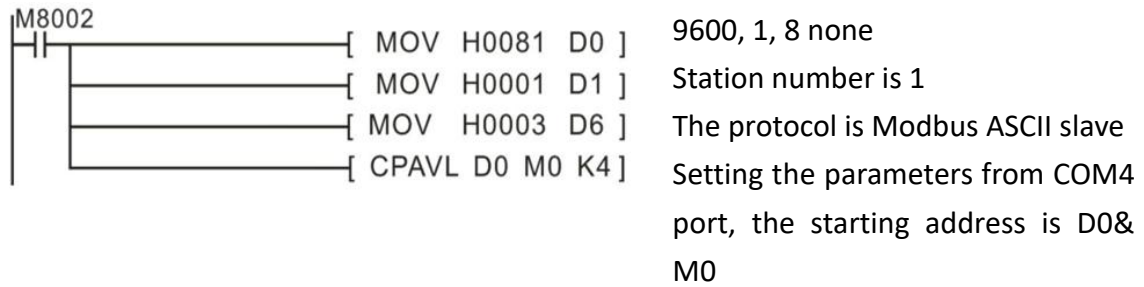 M8002
[ MOV H0081 D0 ]
[ MOV H0001 D1 ]
[ MOV H0003 D6 ]
[ CPAVL D0 M0 K4 ]
9600, 1, 8 none
Station number is 1
The protocol is Modbus ASCII slave
Setting the parameters from COM4
port, the starting address is D0&
M0